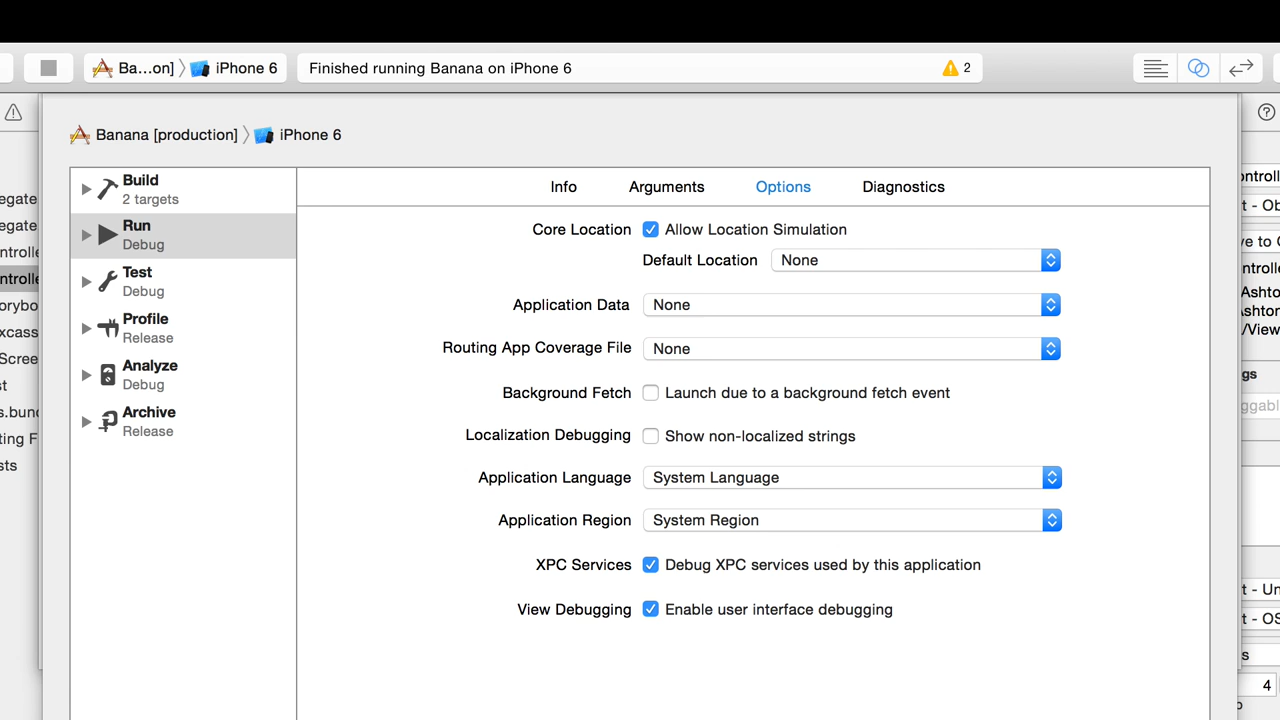 Ba...on] iPhone 6 Finished running Banana on iPhone 6 2
Banana [production] iPhone 6
Build
2 targets
Run
Debug
Test
Debug
Profile
Release
Analyze
Debug
Archive
Release
Info Arguments Options Diagnostics
Core Location Allow Location Simulation
Default Location None
Application Data None
Routing App Coverage File None
Background Fetch Launch due to a background fetch event
Localization Debugging Show non-localized strings
Application Language System Language
Application Region System Region
XPC Services Debug XPC services used by this application
View Debugging Enable user interface debugging
4